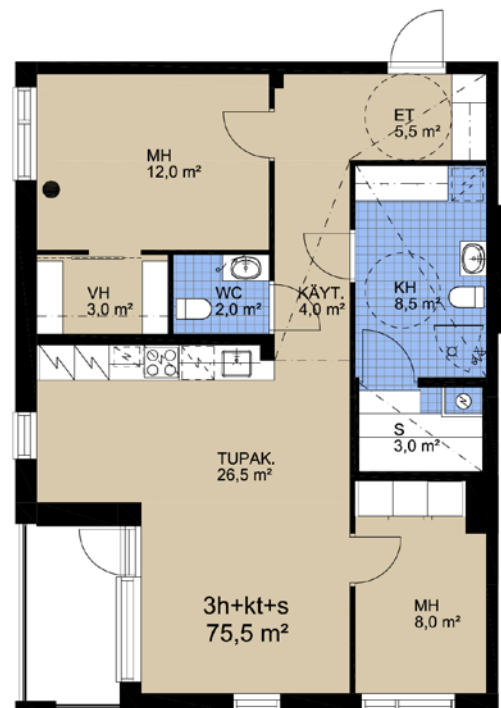 ET
5,5 m²
MH
12,0 m²
VH
3,0 m²
WC
2,0 m²
KÄYT.
4,0 m²
KH
8,5 m²
S
3,0 m²
TUPAK.
26,5 m²
3h+kt+s
75,5 m²
MH
8,0 m²